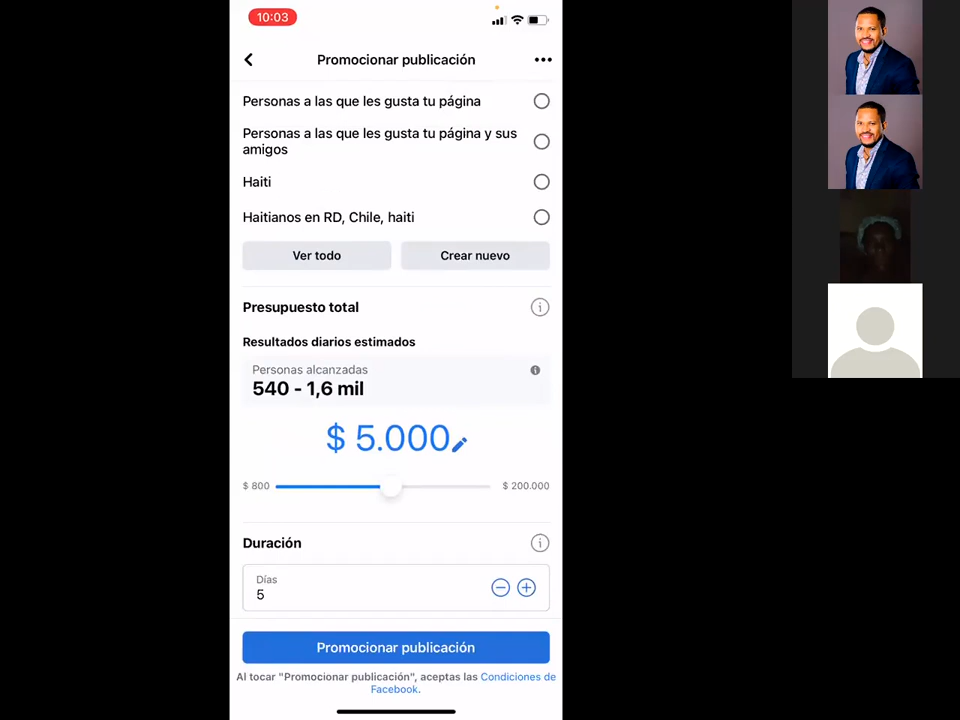 10:03
Promocionar publicación
Personas a las que les gusta tu página
Personas a las que les gusta tu página y sus
amigos
Haiti
Haitianos en RD, Chile, haiti
Ver todo
Crear nuevo
Presupuesto total
Resultados diarios estimados
Personas alcanzadas
540 - 1,6 mil
$ 5.000
$ 800
$ 200.000
Duración
Días
5
Promocionar publicación
Al tocar "Promocionar publicación", aceptas las Condiciones de
Facebook.